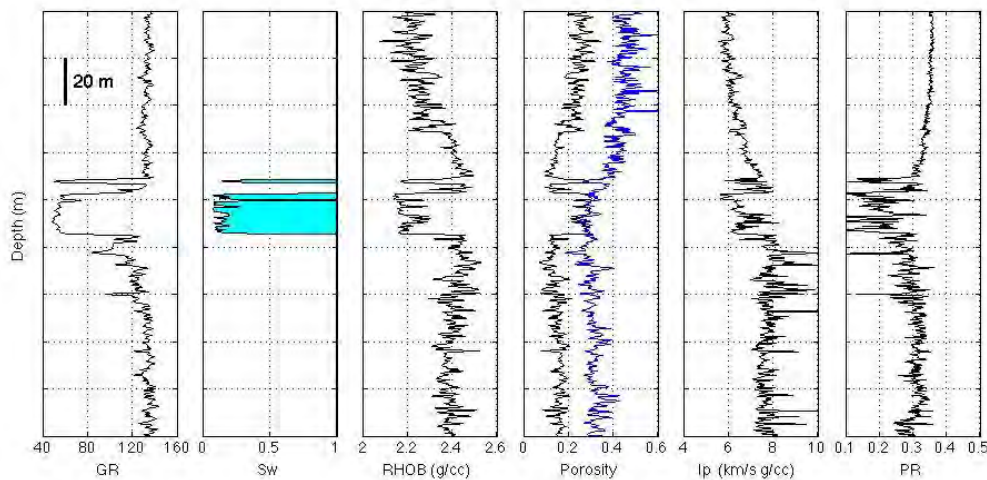 20 m
Depth (m)
40 80 120 160
GR
0 0.5 1
Sw
2 2.2 2.4 2.6
RHOB (g/cc)
0 0.2 0.4 0.6
Porosity
4 6 8 10
Ip (km/s g/cc)
0.1 0.2 0.3 0.4 0.5
PR